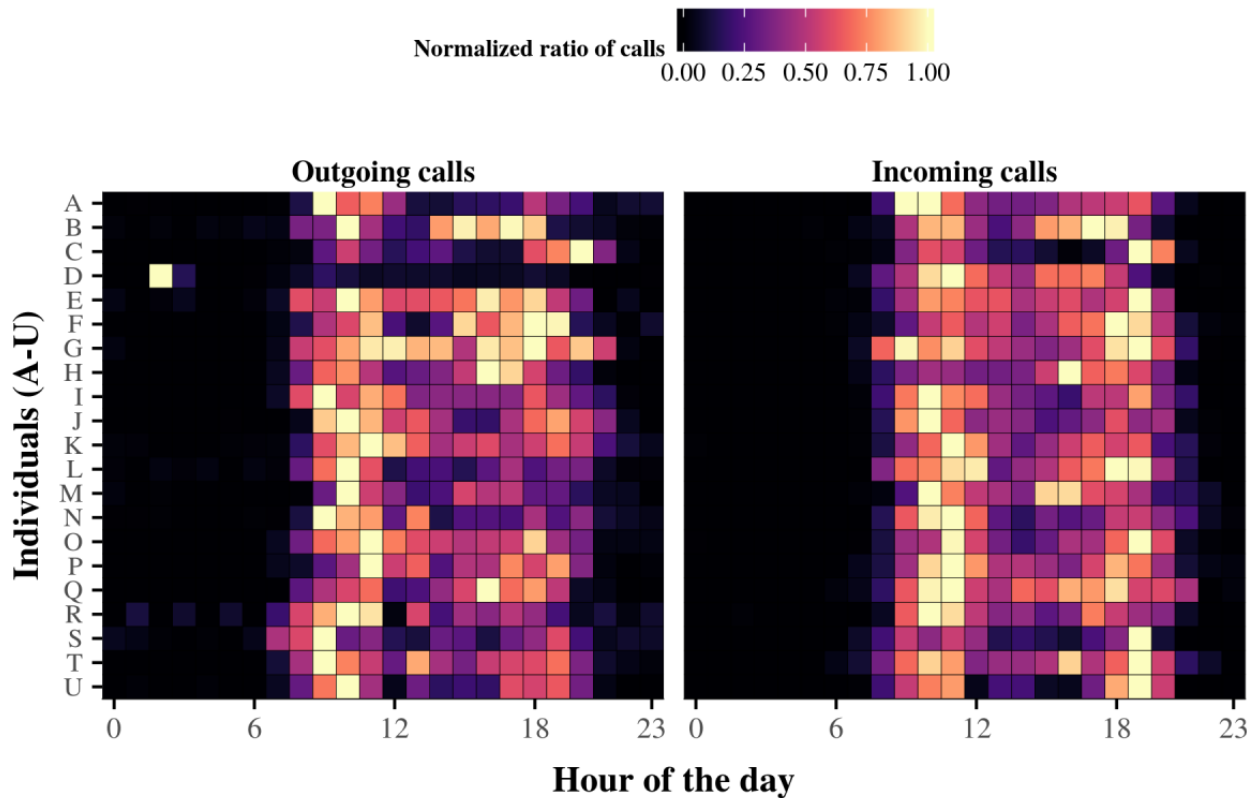 Normalized ratio of calls
0.00 0.25 0.50 0.75 1.00
Outgoing calls Incoming calls
Individuals (A-U)
A
B
C
D
E
F
G
H
I
J
K
L
M
N
O
P
Q
R
S
T
U
0 6 12 18 23 0 6 12 18 23
Hour of the day